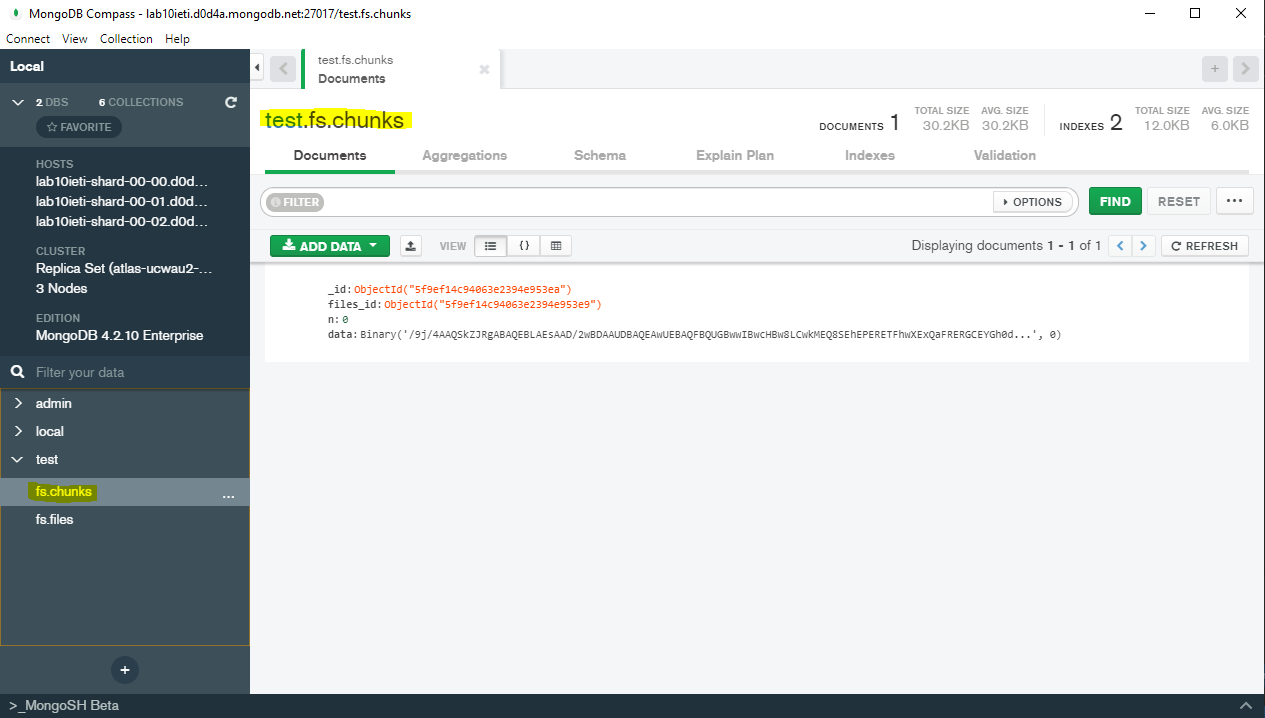 MongoDB Compass - lab10ieti.d0d4a.mongodb.net:27017/test.fs.chunks
Connect View Collection Help
Local
2 DBS 6 COLLECTIONS
FAVORITE
HOSTS
lab10ieti-shard-00-00.d0d...
lab10ieti-shard-00-01.d0d...
lab10ieti-shard-00-02.d0d...
CLUSTER
Replica Set (atlas-ucwau2-...
3 Nodes
EDITION
MongoDB 4.2.10 Enterprise
Filter your data
admin
local
test
fs.chunks ...
fs.files
+
>_MongoSH Beta
test.fs.chunks
Documents
+
test.fs.chunks
DOCUMENTS 1 TOTAL SIZE 30.2KB AVG. SIZE 30.2KB INDEXES 2 TOTAL SIZE 12.0KB AVG. SIZE 6.0KB
Documents Aggregations Schema Explain Plan Indexes Validation
FILTER OPTIONS FIND RESET ...
ADD DATA VIEW {} Displaying documents 1 - 1 of 1 < > REFRESH
_id: ObjectId("5f9ef14c94063e2394e953ea")
files_id: ObjectId("5f9ef14c94063e2394e953e9")
n: 0
data: Binary('/9j/4AAQSkZJRgABAQEBLAEsAAD/2wBDAAUDBAQEAwUEBAQFBQUGBwwIBwcHBw8LCwkMEQ8SEhEPERETFhwXExQaFRERGCEYGh0d...', 0)